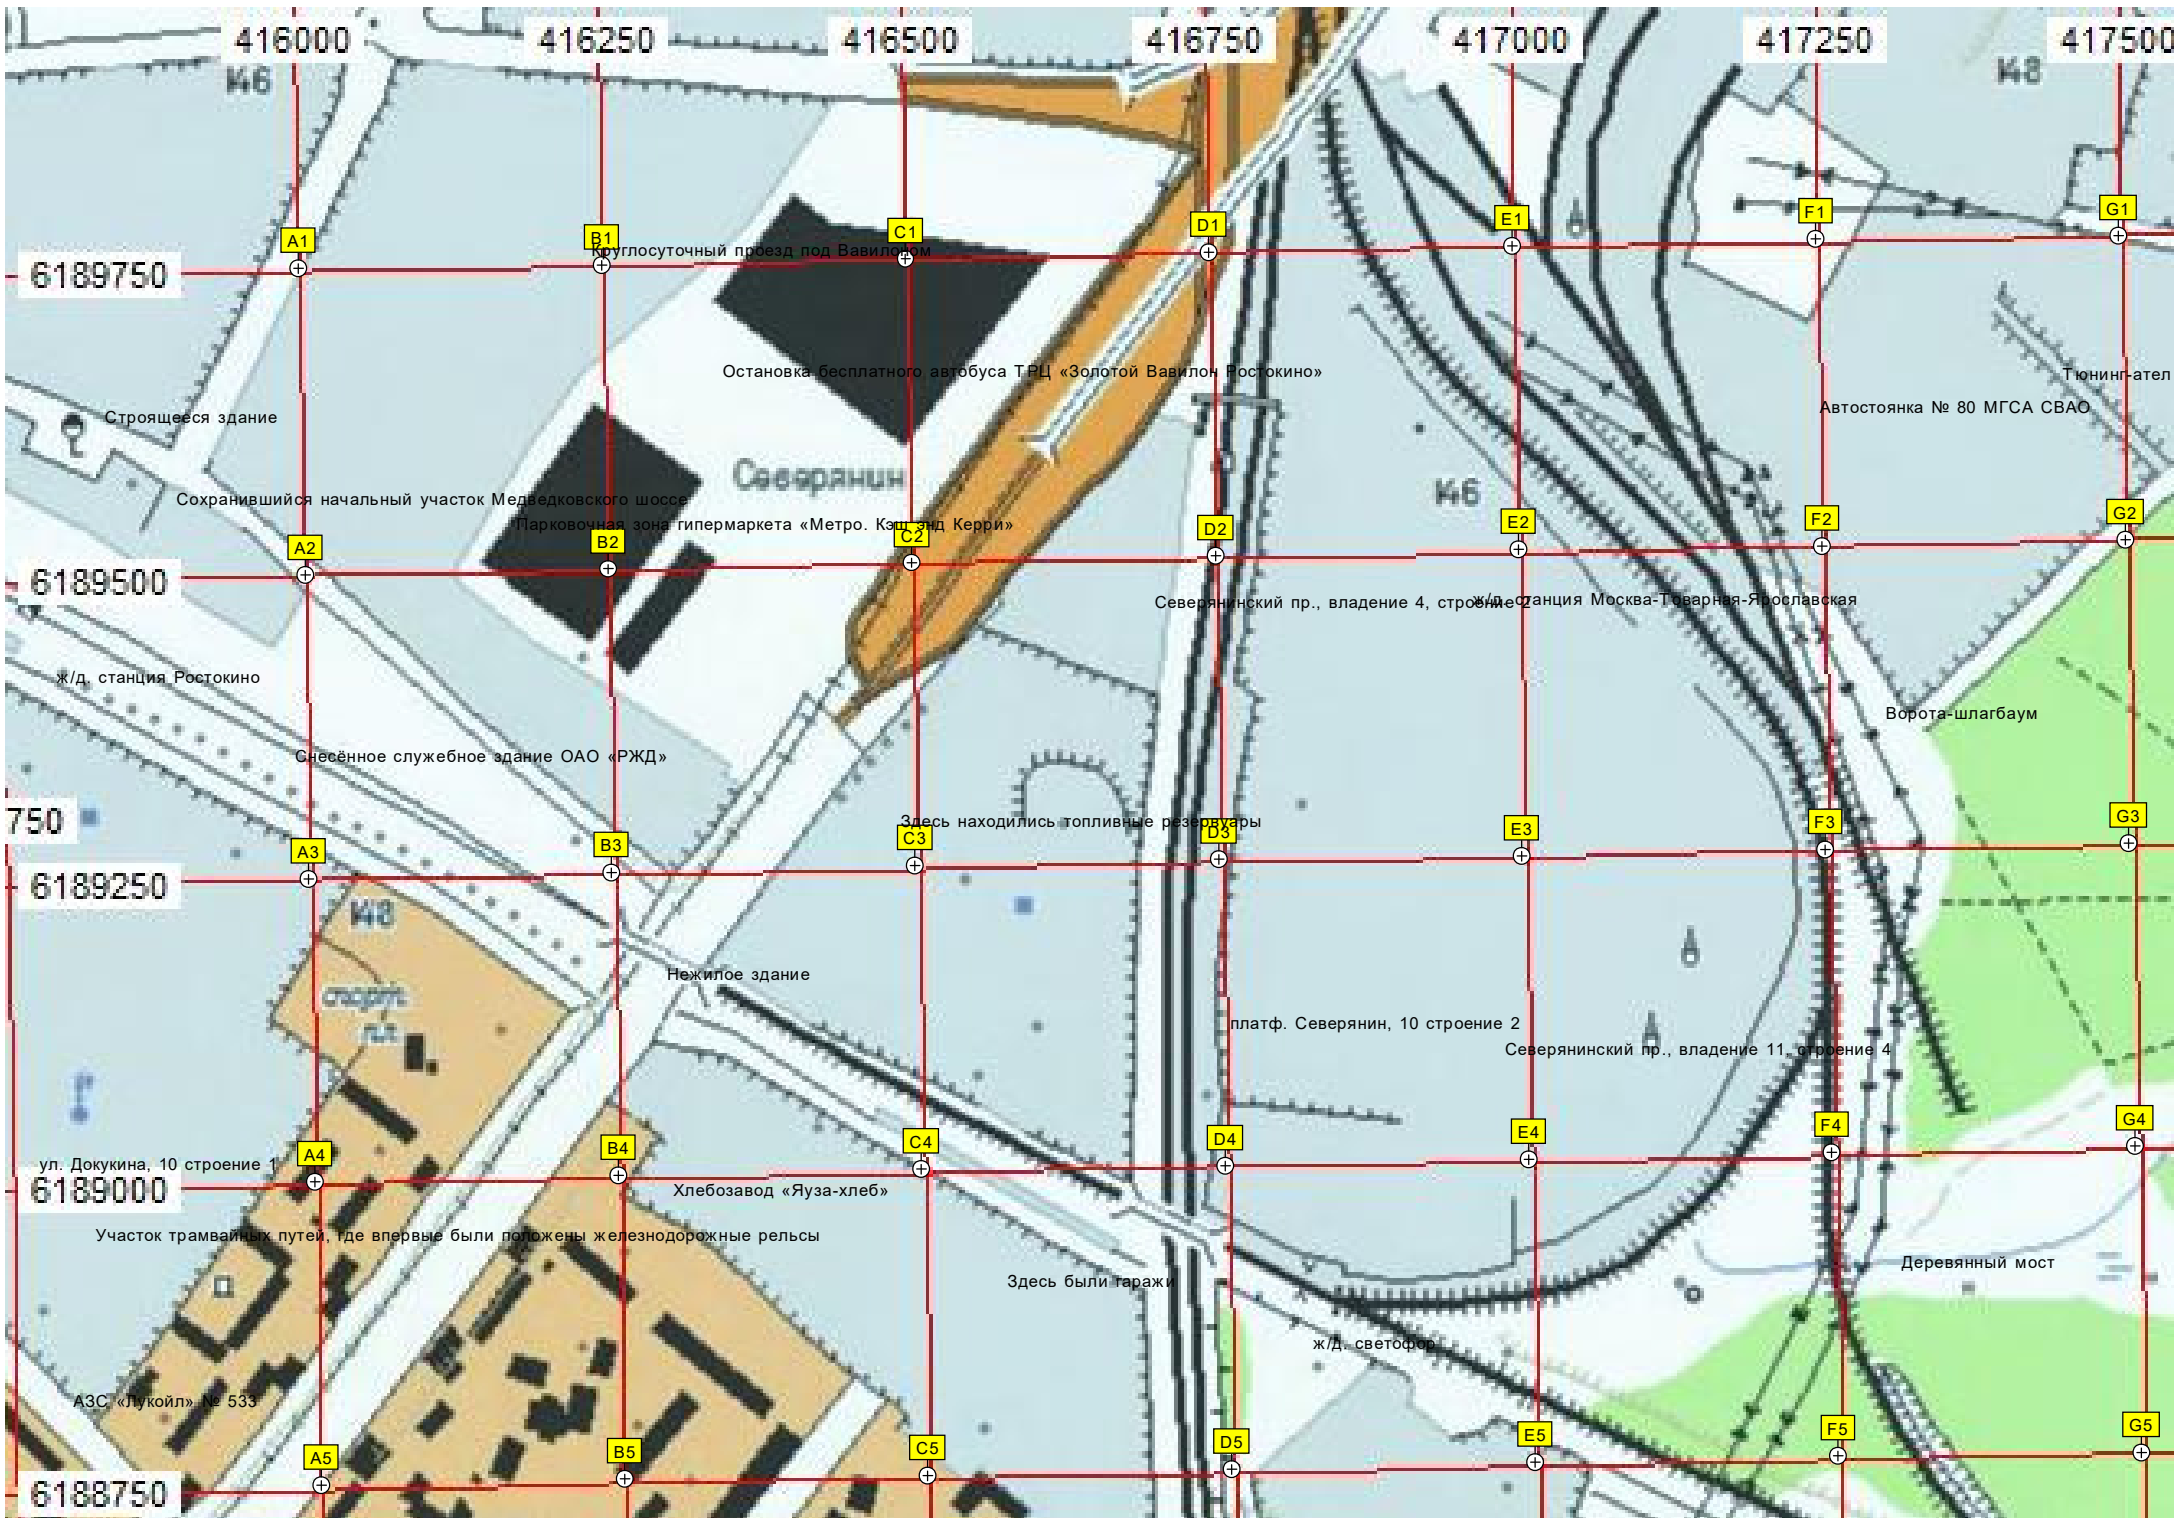 416000 416250 416500 416750 417000 417250 417500
146 148
A1 B1 C1 D1 E1 F1 G1
Круглосуточный проезд под Вавилоном
6189750
Остановка бесплатного автобуса ТРЦ «Золотой Вавилон Ростокино»
Тюнинг-ател
Автостоянка № 80 МГСА СВАО
Строящееся здание
Северянин
146
Сохранившийся начальный участок Медведковского шоссе
Парковочная зона гипермаркета «Метро. Кэш энд Керри»
A2 B2 C2 D2 E2 F2 G2
6189500
Северянинский пр., владение 4, строение 2
ж/д. станция Москва-Товарная-Ярославская
ж/д. станция Ростокино
Ворота-шлагбаум
Снесённое служебное здание ОАО «РЖД»
750
Здесь находились топливные резервуары
A3 B3 C3 D3 E3 F3 G3
6189250
148
Нежилое здание
спорт.
пл.
платф. Северянин, 10 строение 2
Северянинский пр., владение 11, строение 4
A4 B4 C4 D4 E4 F4 G4
ул. Докукина, 10 строение 1
6189000
Хлебозавод «Яуза-хлеб»
Участок трамвайных путей, где впервые были положены железнодорожные рельсы
Деревянный мост
Здесь были гаражи
ж/д. светофор
АЗС «Лукойл» № 533
A5 B5 C5 D5 E5 F5 G5
6188750